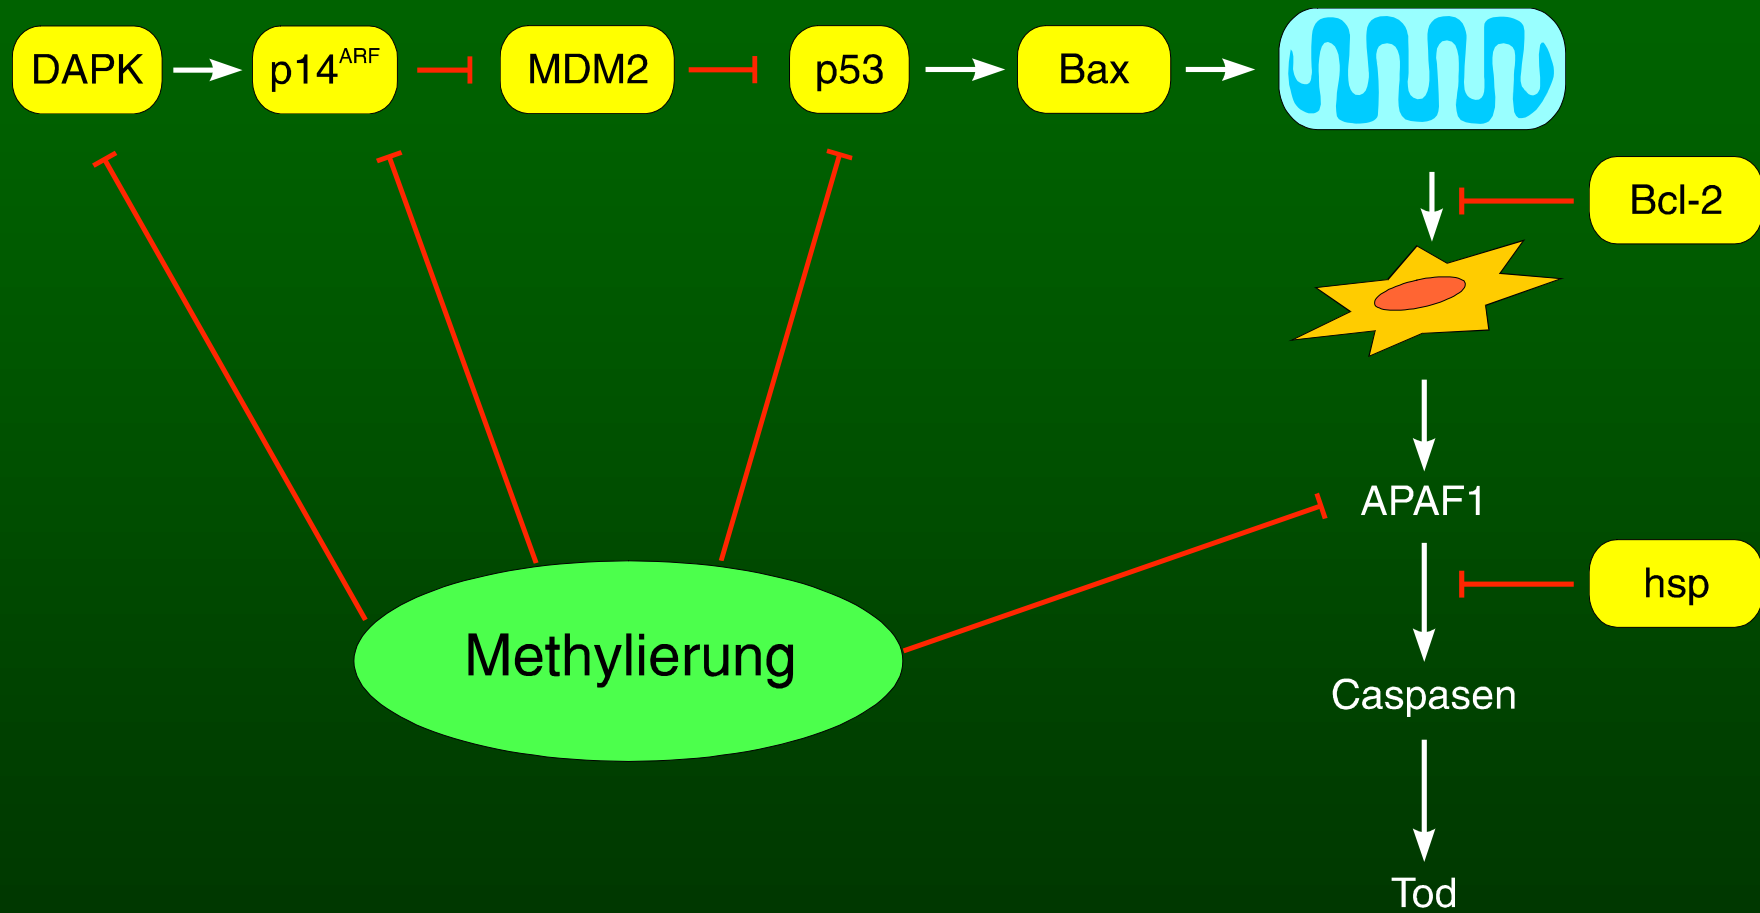 DAPK
p14ARF
MDM2
p53
Bax
Bcl-2
APAF1
hsp
Methylierung
Caspasen
Tod